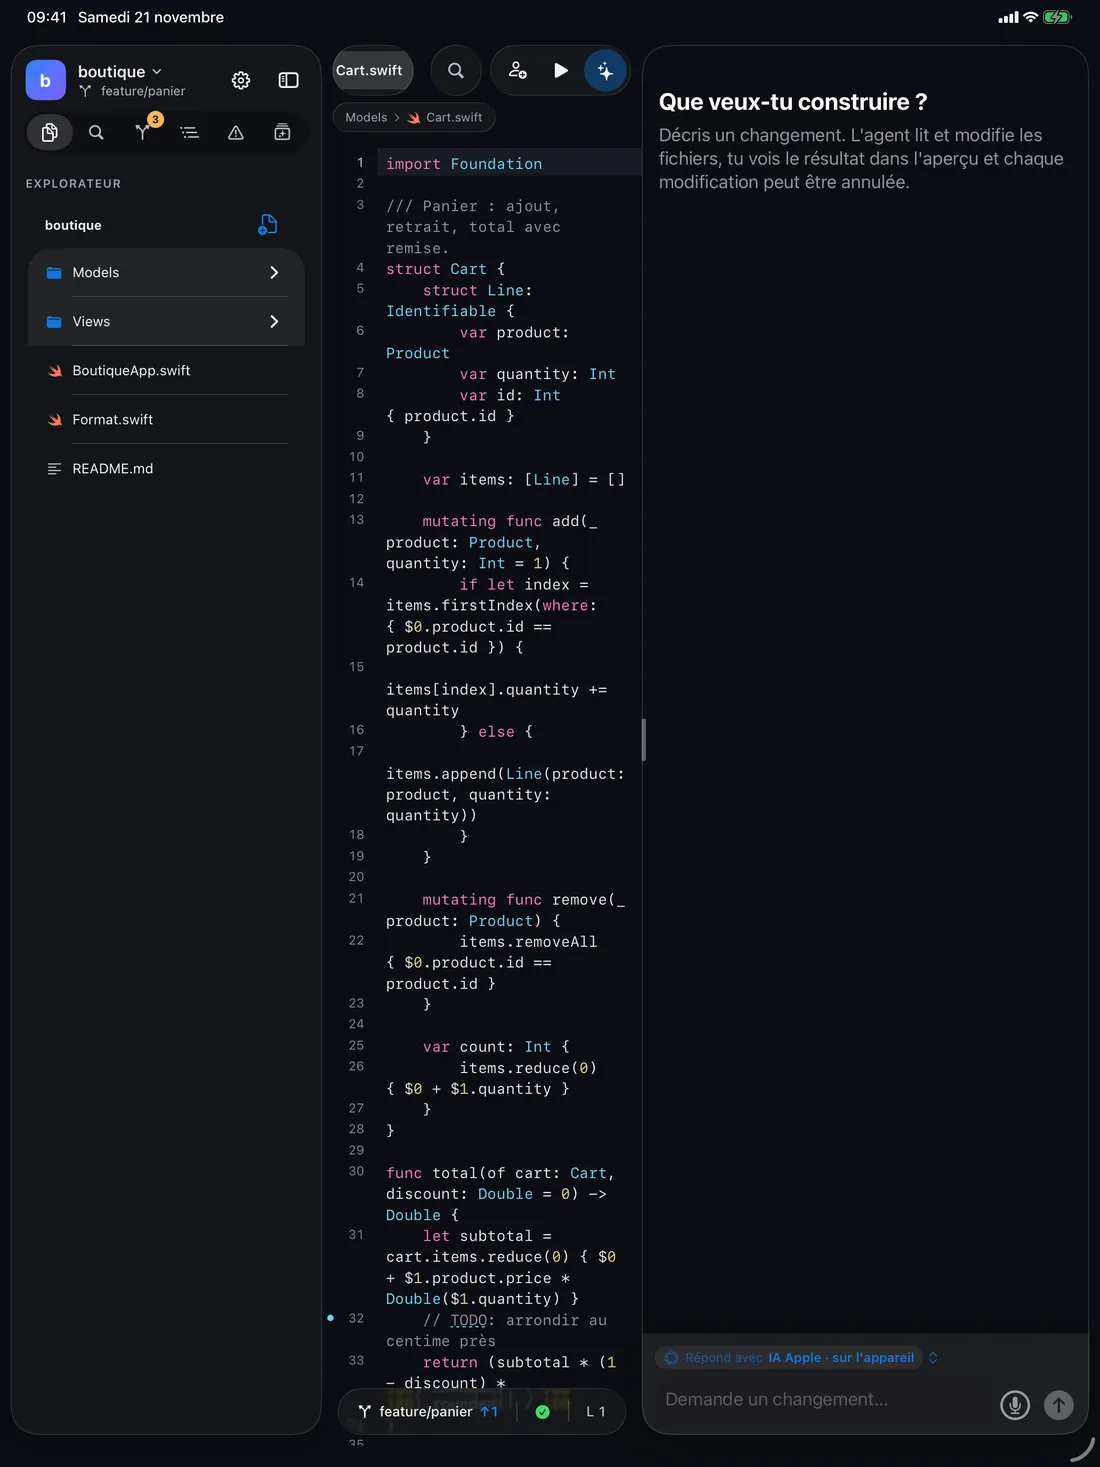 09:41 Samedi 21 novembre
b
boutique
feature/panier
3
EXPLORATEUR
boutique
Models
Views
BoutiqueApp.swift
Format.swift
README.md
Cart.swift
Models > Cart.swift
1 import Foundation
2
3 /// Panier : ajout,
retrait, total avec
remise.
4 struct Cart {
5 struct Line:
Identifiable {
6 var product:
Product
7 var quantity: Int
8 var id: Int
{ product.id }
9 }
10
11 var items: [Line] = []
12
13 mutating func add(_
product: Product,
quantity: Int = 1) {
14 if let index =
items.firstIndex(where:
{ $0.product.id ==
product.id }) {
15
items[index].quantity +=
quantity
16 } else {
17
items.append(Line(product:
product, quantity:
quantity))
18 }
19 }
20
21 mutating func remove(_
product: Product) {
22 items.removeAll
{ $0.product.id ==
product.id }
23 }
24
25 var count: Int {
26 items.reduce(0)
{ $0 + $1.quantity }
27 }
28 }
29
30 func total(of cart: Cart,
discount: Double = 0) ->
Double {
31 let subtotal =
cart.items.reduce(0) { $0
+ $1.product.price *
Double($1.quantity) }
32 // TODO: arrondir au
centime près
33 return (subtotal * (1
- discount) *
35
feature/panier ↑1 L 1
Que veux-tu construire ?
Décris un changement. L'agent lit et modifie les
fichiers, tu vois le résultat dans l'aperçu et chaque
modification peut être annulée.
Répond avec IA Apple · sur l'appareil
Demande un changement...